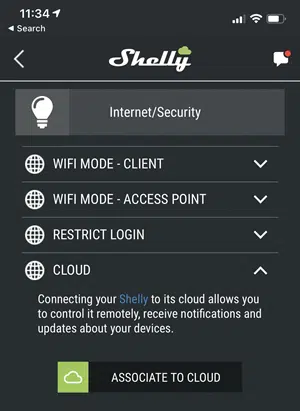 11:34
Search
Shelly
Internet/Security
WIFI MODE - CLIENT
WIFI MODE - ACCESS POINT
RESTRICT LOGIN
CLOUD
Connecting your Shelly to its cloud allows you
to control it remotely, receive notifications and
updates about your devices.
ASSOCIATE TO CLOUD